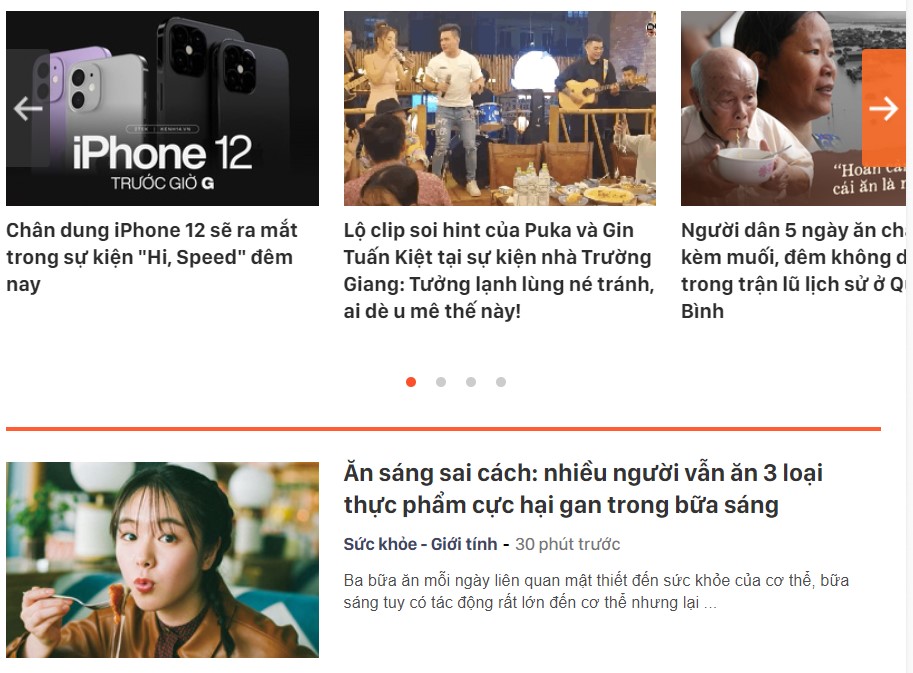 ZTEK | KENH14.VN
iPhone 12
TRƯỚC GIỜ G
Chân dung iPhone 12 sẽ ra mắt
trong sự kiện "Hi, Speed" đêm
nay
Lộ clip soi hint của Puka và Gin
Tuấn Kiệt tại sự kiện nhà Trường
Giang: Tưởng lạnh lùng né tránh,
ai dè u mê thế này!
"Hoàn
cái ăn là
Người dân 5 ngày ăn
kèm muối, đêm không
trong trận lũ lịch sử ở
Bình
Ăn sáng sai cách: nhiều người vẫn ăn 3 loại
thực phẩm cực hại gan trong bữa sáng
Sức khỏe - Giới tính - 30 phút trước
Ba bữa ăn mỗi ngày liên quan mật thiết đến sức khỏe của cơ thể, bữa
sáng tuy có tác động rất lớn đến cơ thể nhưng lại ...